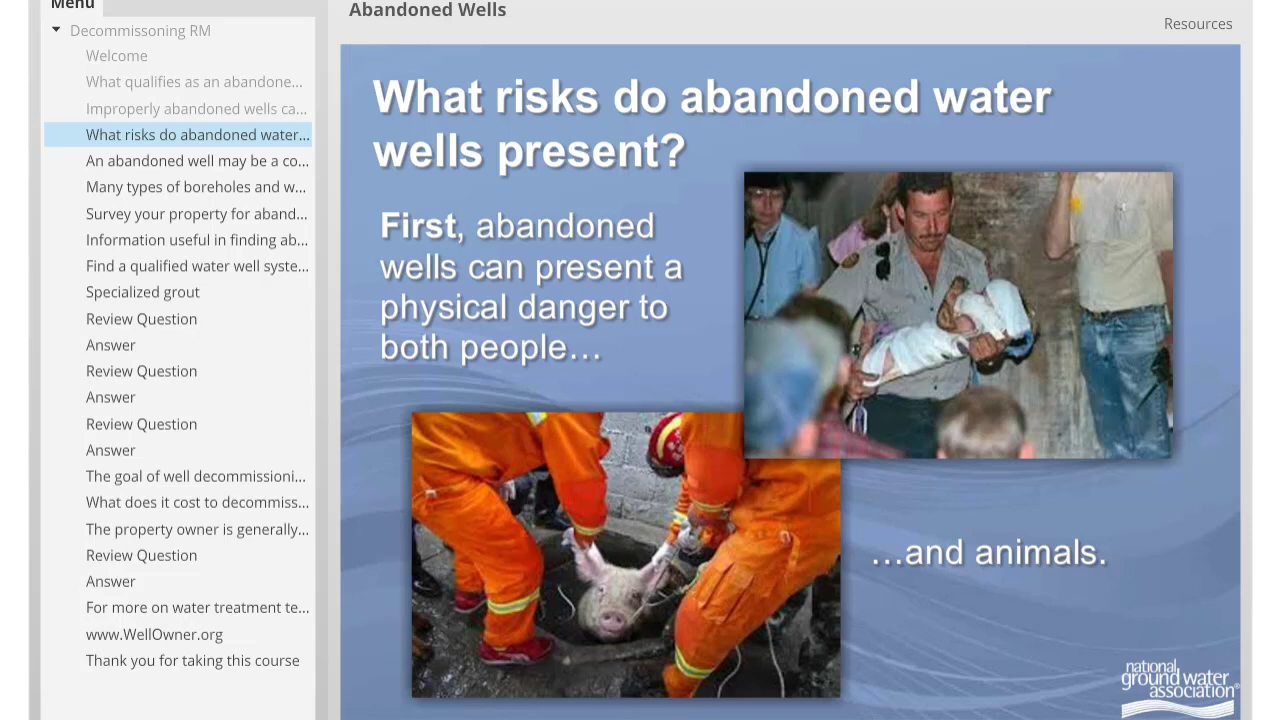 Menu
Abandoned Wells
Resources
Decommissoning RM
Welcome
What qualifies as an abandone...
Improperly abandoned wells ca...
What risks do abandoned water...
An abandoned well may be a co...
Many types of boreholes and w...
Survey your property for aband...
Information useful in finding ab...
Find a qualified water well syste...
Specialized grout
Review Question
Answer
Review Question
Answer
Review Question
Answer
The goal of well decommissioni...
What does it cost to decommiss...
The property owner is generally...
Review Question
Answer
For more on water treatment te...
www.WellOwner.org
Thank you for taking this course
What risks do abandoned water
wells present?
First, abandoned
wells can present a
physical danger to
both people…
…and animals.
national
ground water
association®